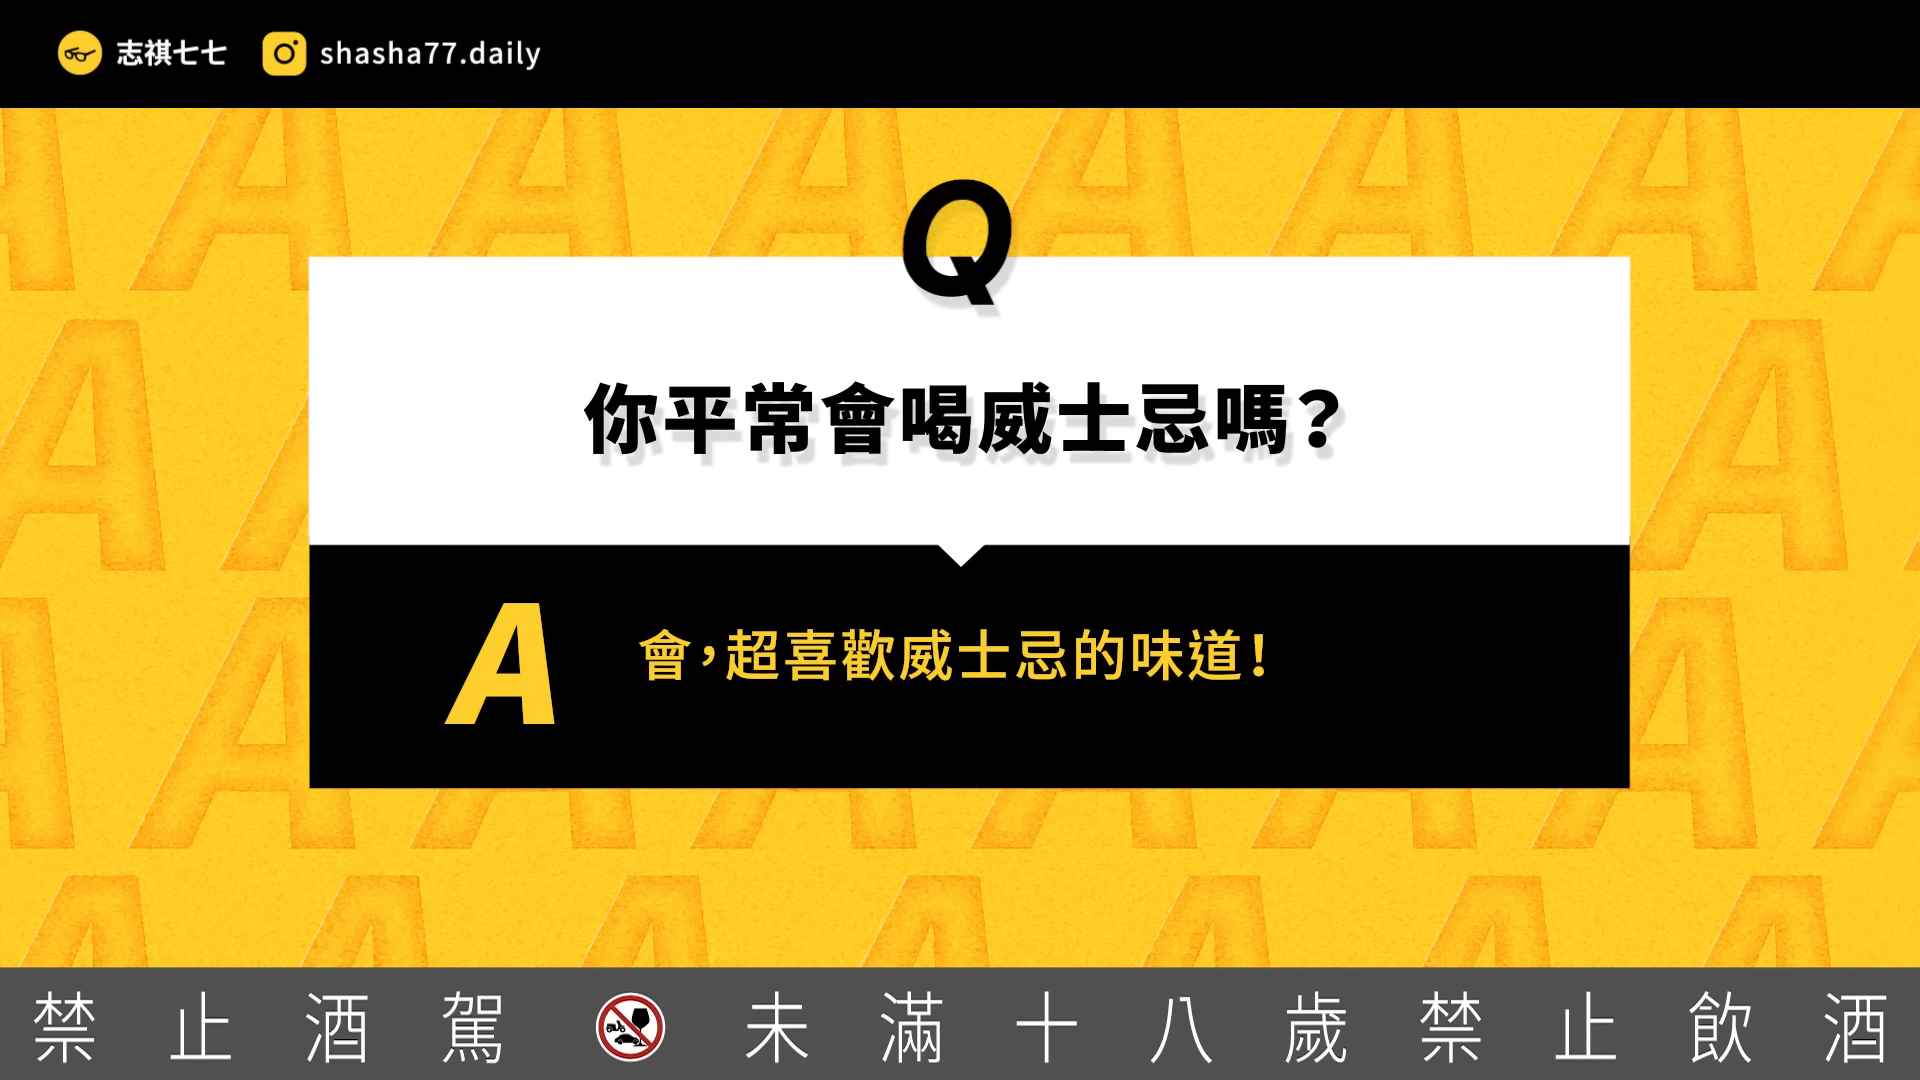 志祺七七 shasha77.daily
Q
你平常會喝威士忌嗎？
A 會，超喜歡威士忌的味道！
禁止酒駕 未滿十八歲禁止飲酒